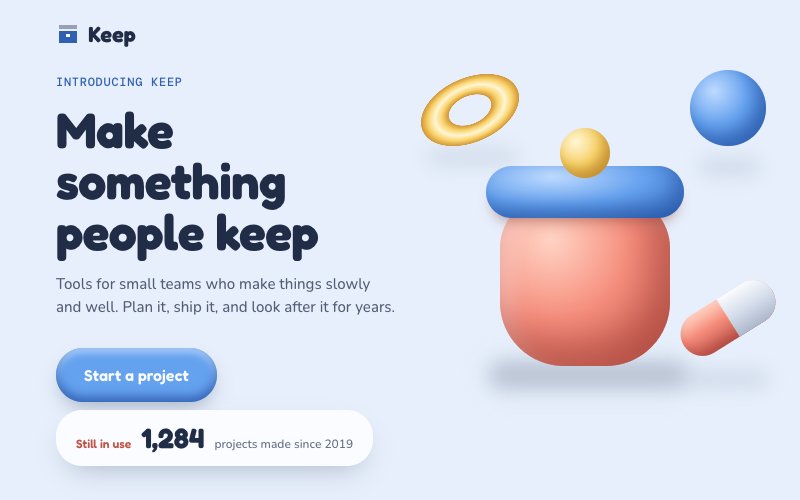 Keep
INTRODUCING KEEP
Make
something
people keep
Tools for small teams who make things slowly
and well. Plan it, ship it, and look after it for years.
Start a project
Still in use 1,284 projects made since 2019